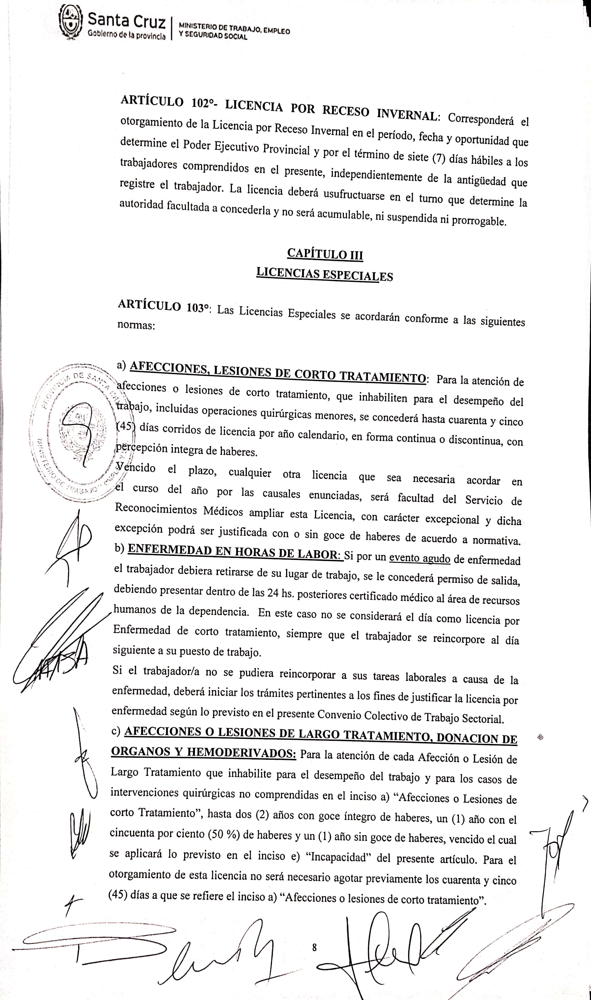 Santa Cruz
Gobierno de la provincia
MINISTERIO DE TRABAJO, EMPLEO
Y SEGURIDAD SOCIAL
ARTÍCULO 102º- LICENCIA POR RECESO INVERNAL: Corresponderá el
otorgamiento de la Licencia por Receso Invernal en el período, fecha y oportunidad que
determine el Poder Ejecutivo Provincial y por el término de siete (7) días hábiles a los
trabajadores comprendidos en el presente, independientemente de la antigüedad que
registre el trabajador. La licencia deberá usufructuarse en el turno que determine la
autoridad facultada a concederla y no será acumulable, ni suspendida ni prorrogable.
CAPÍTULO III
LICENCIAS ESPECIALES
ARTÍCULO 103º: Las Licencias Especiales se acordarán conforme a las siguientes
normas:
a) AFECCIONES, LESIONES DE CORTO TRATAMIENTO: Para la atención de
afecciones o lesiones de corto tratamiento, que inhabiliten para el desempeño del
trabajo, incluidas operaciones quirúrgicas menores, se concederá hasta cuarenta y cinco
(45) días corridos de licencia por año calendario, en forma continua o discontinua, con
percepción integra de haberes.
Vencido el plazo, cualquier otra licencia que sea necesaria acordar en
el curso del año por las causales enunciadas, será facultad del Servicio de
Reconocimientos Médicos ampliar esta Licencia, con carácter excepcional y dicha
excepción podrá ser justificada con o sin goce de haberes de acuerdo a normativa.
b) ENFERMEDAD EN HORAS DE LABOR: Si por un evento agudo de enfermedad
el trabajador debiera retirarse de su lugar de trabajo, se le concederá permiso de salida,
debiendo presentar dentro de las 24 hs. posteriores certificado médico al área de recursos
humanos de la dependencia. En este caso no se considerará el día como licencia por
Enfermedad de corto tratamiento, siempre que el trabajador se reincorpore al día
siguiente a su puesto de trabajo.
Si el trabajador/a no se pudiera reincorporar a sus tareas laborales a causa de la
enfermedad, deberá iniciar los trámites pertinentes a los fines de justificar la licencia por
enfermedad según lo previsto en el presente Convenio Colectivo de Trabajo Sectorial.
c) AFECCIONES O LESIONES DE LARGO TRATAMIENTO, DONACION DE
ORGANOS Y HEMODERIVADOS: Para la atención de cada Afección o Lesión de
Largo Tratamiento que inhabilite para el desempeño del trabajo y para los casos de
intervenciones quirúrgicas no comprendidas en el inciso a) “Afecciones o Lesiones de
corto Tratamiento”, hasta dos (2) años con goce íntegro de haberes, un (1) año con el
cincuenta por ciento (50 %) de haberes y un (1) año sin goce de haberes, vencido el cual
se aplicará lo previsto en el inciso e) “Incapacidad” del presente artículo. Para el
otorgamiento de esta licencia no será necesario agotar previamente los cuarenta y cinco
(45) días a que se refiere el inciso a) “Afecciones o lesiones de corto tratamiento”.
PROVINCIA DE SANTA CRUZ
MINISTERIO DE TRABAJO
8